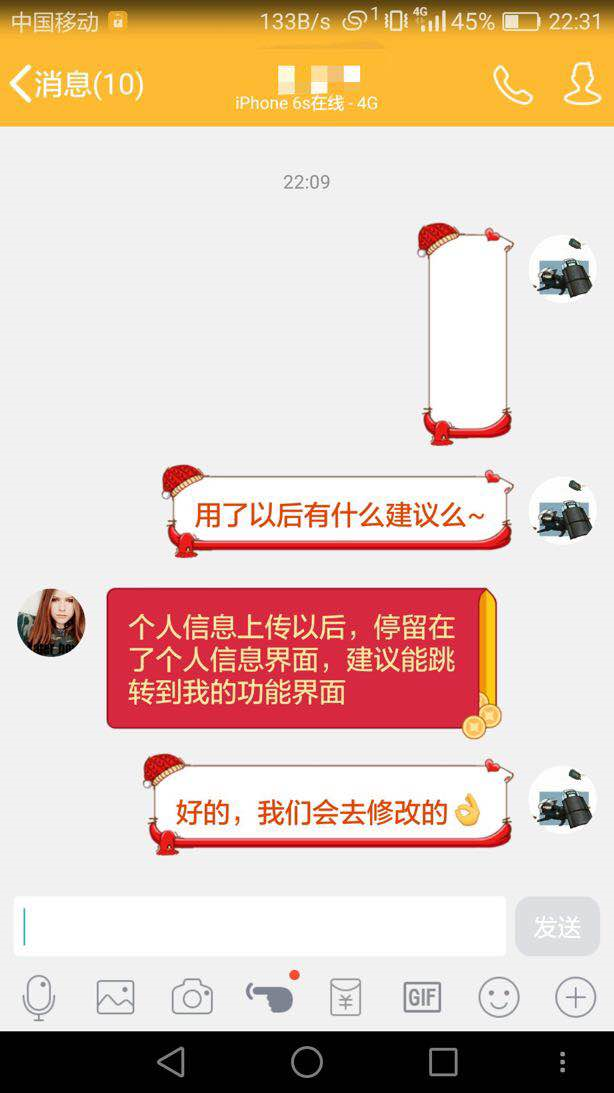 中国移动 133B/s 1 4G 45% 22:31
消息(10)
iPhone 6s在线 - 4G
22:09
用了以后有什么建议么~
个人信息上传以后，停留在
了个人信息界面，建议能跳
转到我的功能界面
好的，我们会去修改的👌
发送
GIF